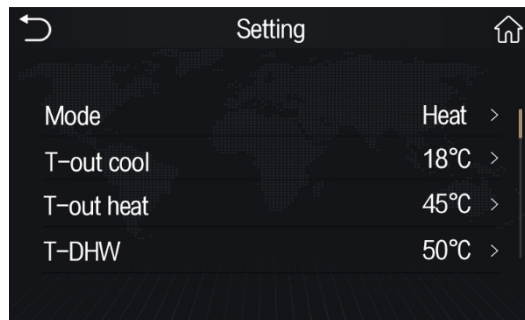 Setting
Mode Heat >
T-out cool 18°C >
T-out heat 45°C >
T-DHW 50°C >